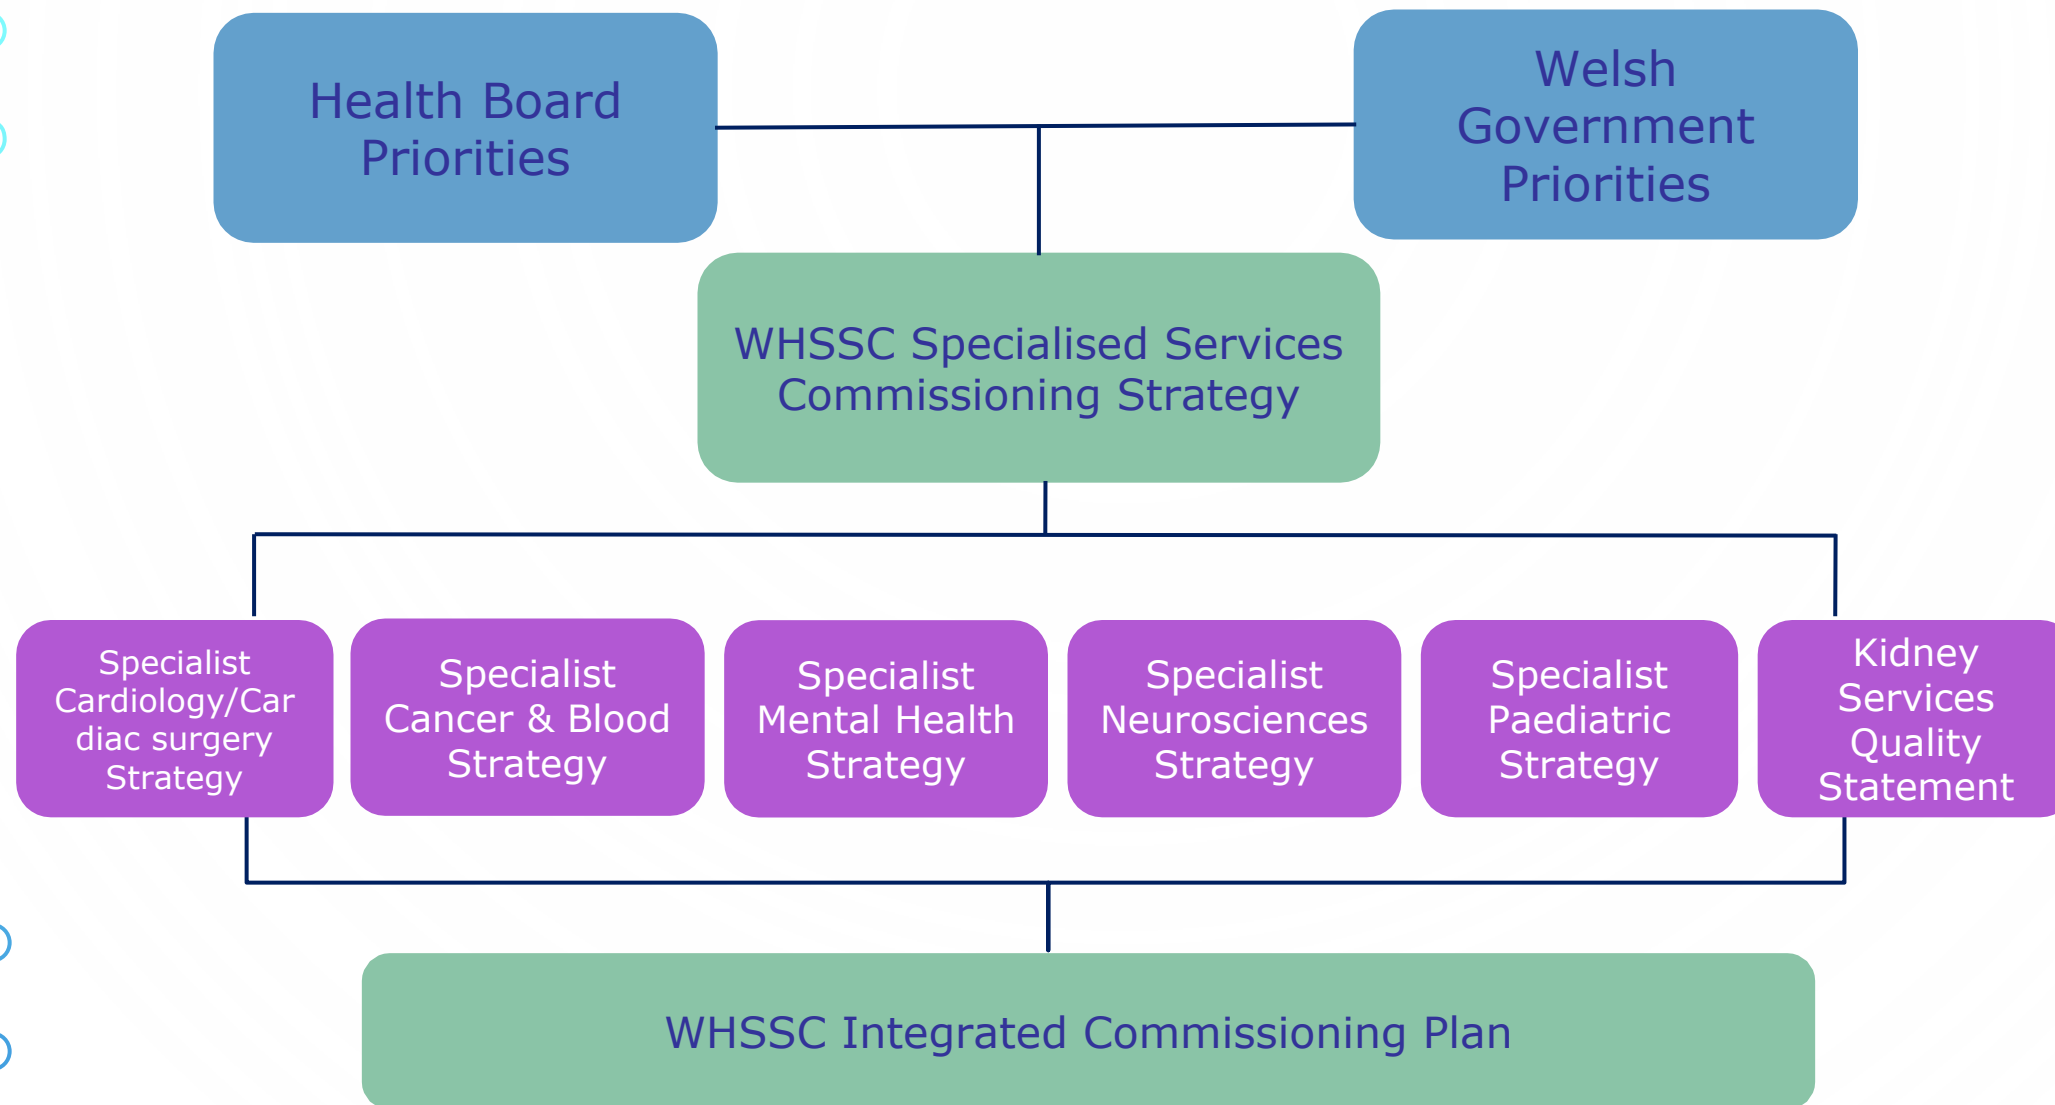 Health Board
Priorities
Welsh
Government
Priorities
WHSSC Specialised Services
Commissioning Strategy
Specialist
Cardiology/Car
diac surgery
Strategy
Specialist
Cancer & Blood
Strategy
Specialist
Mental Health
Strategy
Specialist
Neurosciences
Strategy
Specialist
Paediatric
Strategy
Kidney
Services
Quality
Statement
WHSSC Integrated Commissioning Plan